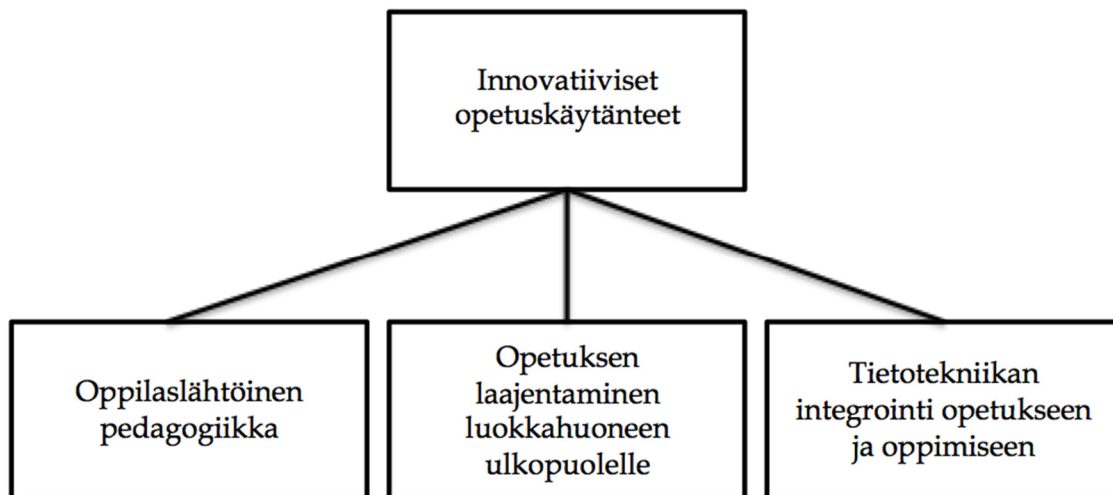 Innovatiiviset
opetuskäytänteet
Oppilaslähtöinen
pedagogiikka
Opetuksen
laajentaminen
luokkahuoneen
ulkopuolelle
Tietotekniikan
integrointi opetukseen
ja oppimiseen